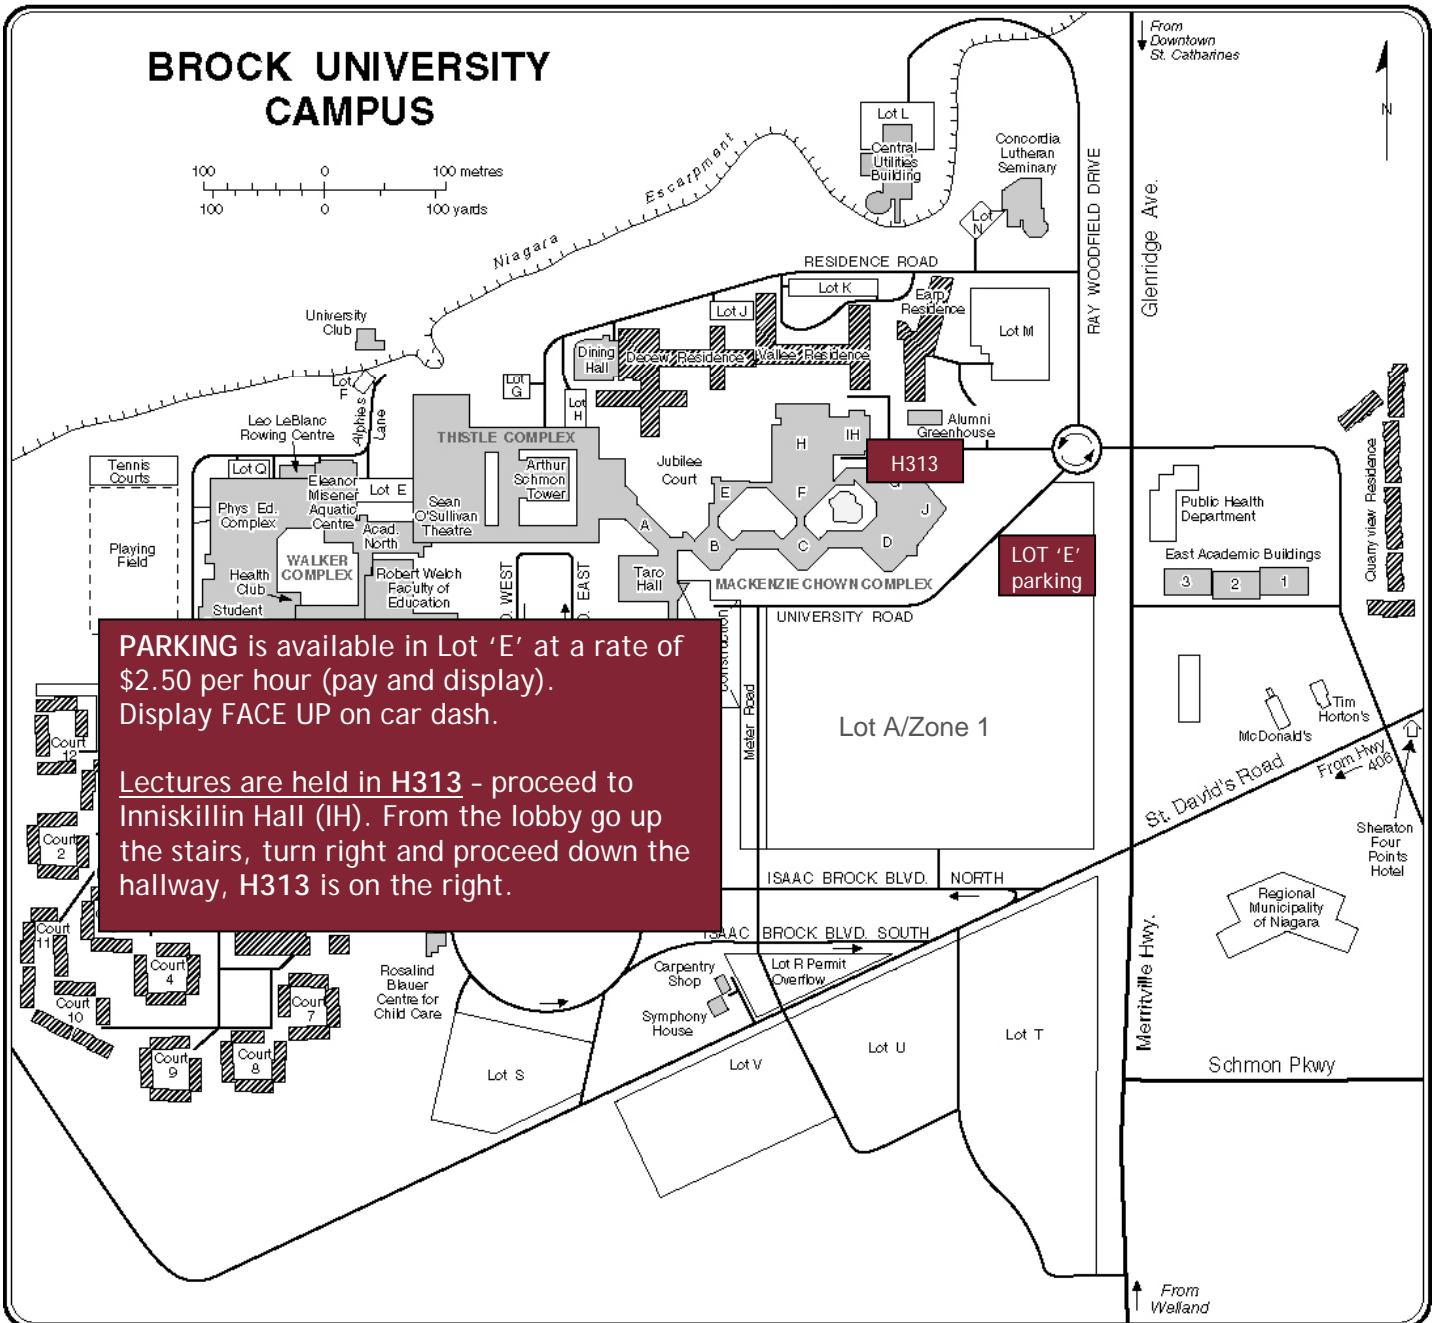 BROCK UNIVERSITY
CAMPUS
100 0 100 metres
100 0 100 yards
From
Downtown
St. Catharines
N
Niagara Escarpment
Lot L
Central
Utilities
Building
Concordia
Lutheran
Seminary
Lot
N
RAY WOODFIELD DRIVE
Glenridge Ave.
RESIDENCE ROAD
Lot K
Lot J
Earp
Residence
Lot M
University
Club
Dining
Hall
Decew Residence
Vallee Residence
Lot
F
Lot
G
Lot
H
Alphie's
Lane
Leo LeBlanc
Rowing Centre
THISTLE COMPLEX
Alumni
Greenhouse
H
IH
H313
Tennis
Courts
Lot Q
Eleanor
Misener
Aquatic
Centre
Lot E
Arthur
Schmon
Tower
Jubilee
Court
Sean
O'Sullivan
Theatre
E
F
G
J
A
B
C
D
Phys Ed.
Complex
Acad.
North
Playing
Field
WALKER
COMPLEX
Health
Club
Student
Robert Welch
Faculty of
Education
D. WEST
D. EAST
Taro
Hall
MACKENZIE CHOWN COMPLEX
UNIVERSITY ROAD
LOT ‘E’
parking
Public Health
Department
East Academic Buildings
3
2
1
Quarry view Residence
PARKING is available in Lot ‘E’ at a rate of
$2.50 per hour (pay and display).
Display FACE UP on car dash.
Lectures are held in H313 – proceed to
Inniskillin Hall (IH). From the lobby go up
the stairs, turn right and proceed down the
hallway, H313 is on the right.
Construction
Meter Road
Lot A/Zone 1
McDonald's
Tim
Horton's
From Hwy
406
St. David's Road
Sheraton
Four
Points
Hotel
Court
12
Court
2
Court
11
Court
4
Court
10
Court
7
Court
9
Court
8
ISAAC BROCK BLVD. NORTH
ISAAC BROCK BLVD. SOUTH
Regional
Municipality
of Niagara
Merrittville Hwy.
Rosalind
Blauer
Centre for
Child Care
Carpentry
Shop
Symphony
House
Lot R Permit
Overflow
Lot S
Lot V
Lot U
Lot T
Schmon Pkwy
From
Welland